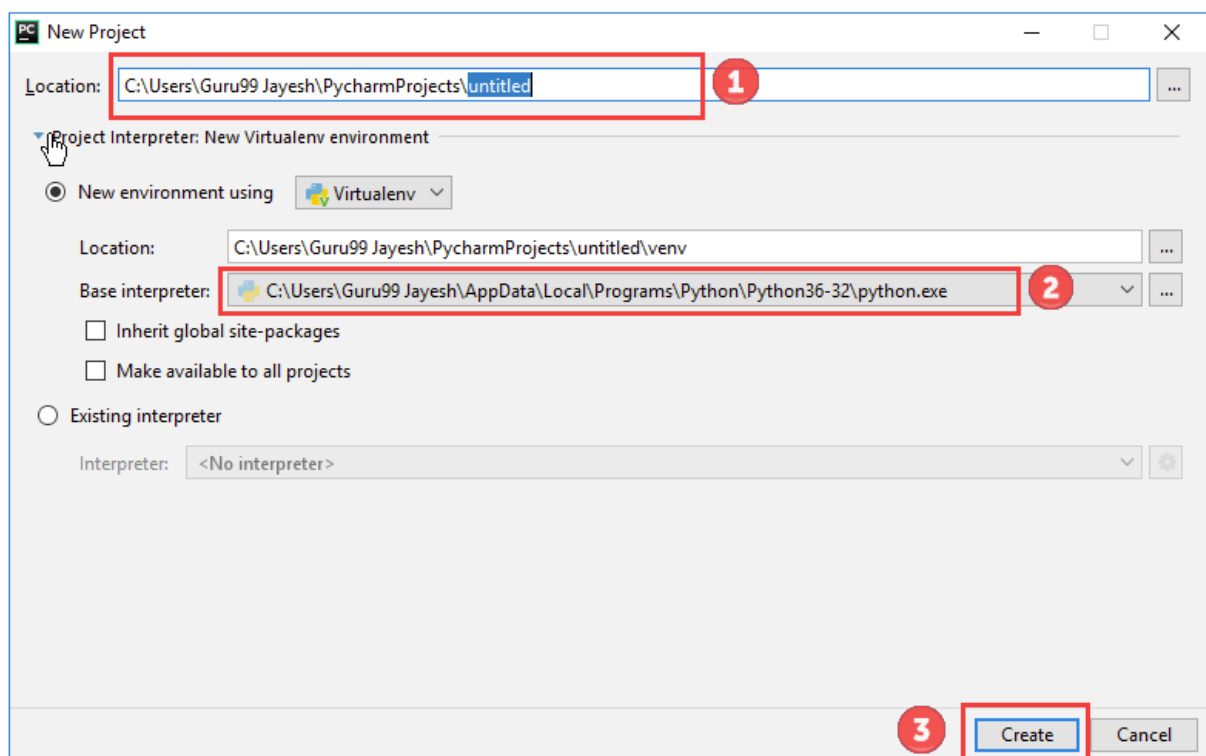 PC New Project
Location: C:\Users\Guru99 Jayesh\PycharmProjects\untitled ...
1
Project Interpreter: New Virtualenv environment
New environment using Virtualenv
Location: C:\Users\Guru99 Jayesh\PycharmProjects\untitled\venv ...
Base interpreter: C:\Users\Guru99 Jayesh\AppData\Local\Programs\Python\Python36-32\python.exe 2 ...
Inherit global site-packages
Make available to all projects
Existing interpreter
Interpreter: <No interpreter>
3 Create Cancel